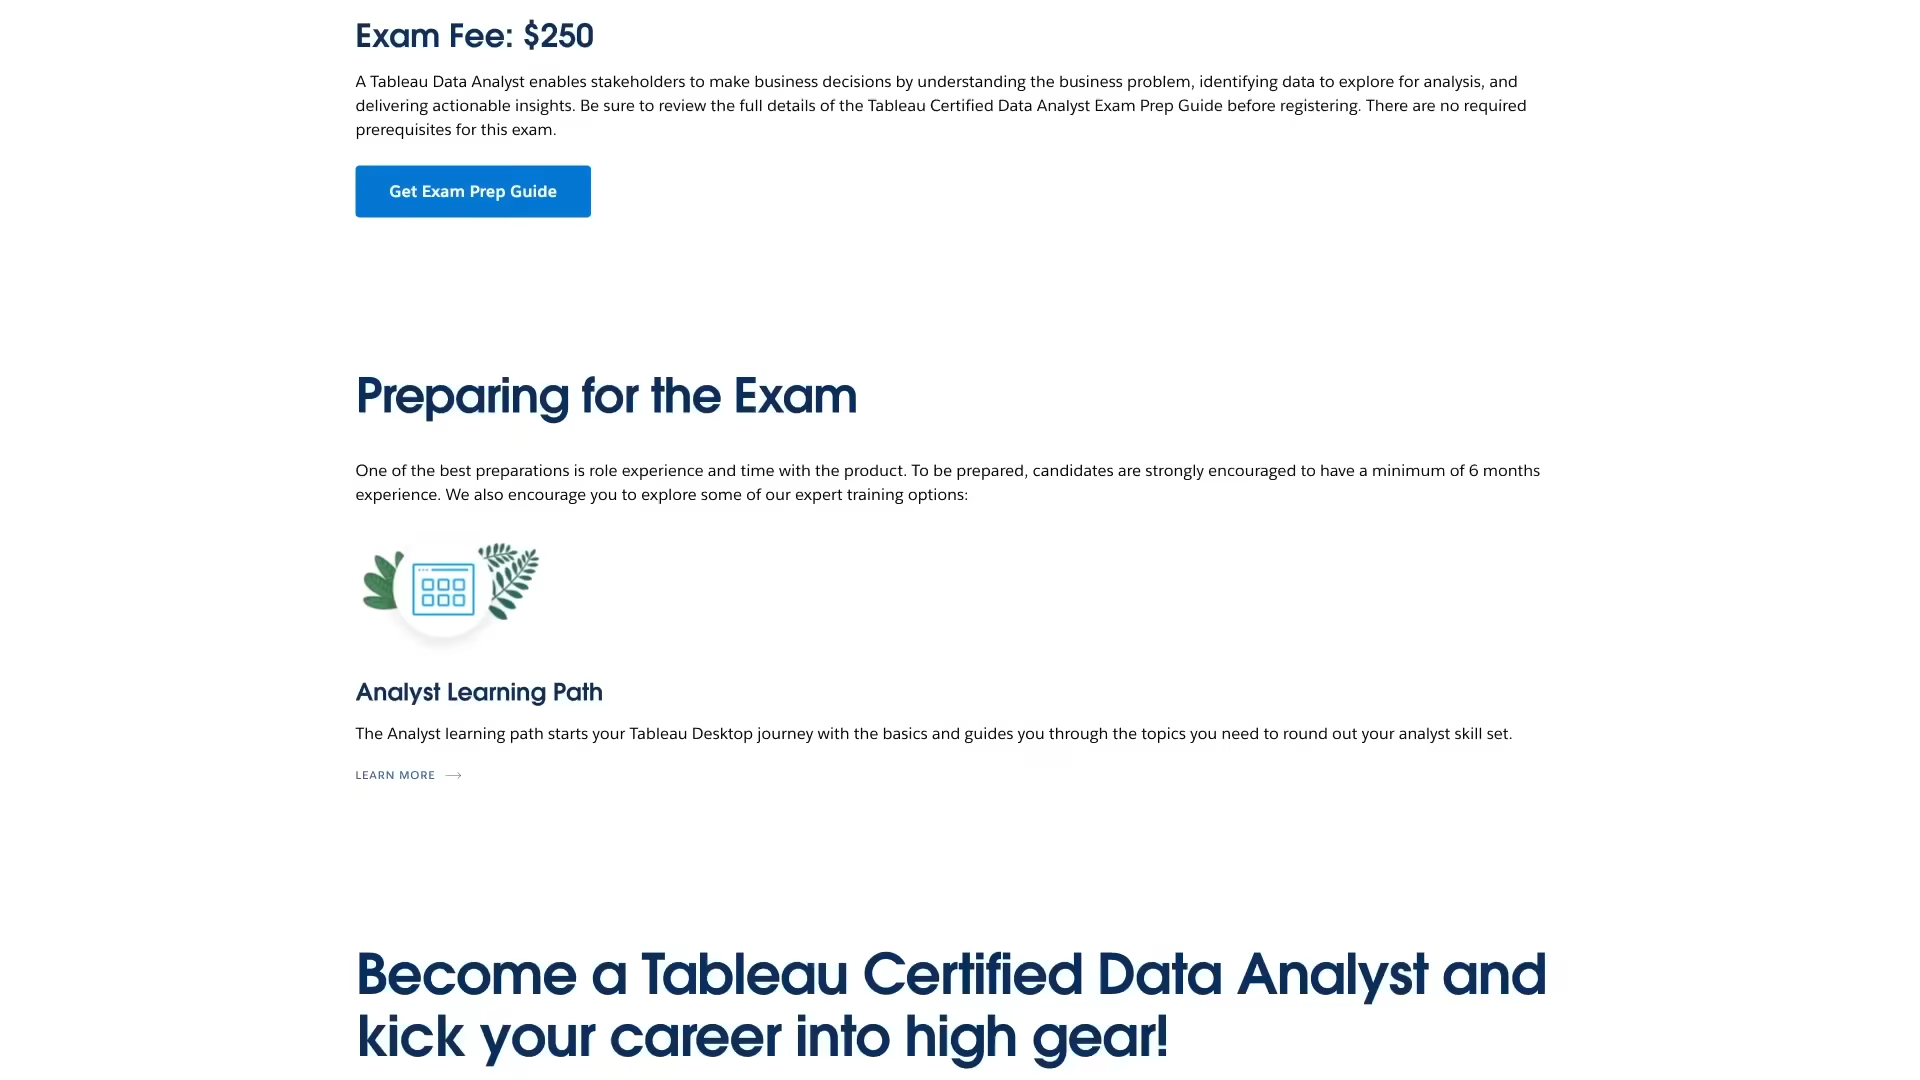 Exam Fee: $250
A Tableau Data Analyst enables stakeholders to make business decisions by understanding the business problem, identifying data to explore for analysis, and
delivering actionable insights. Be sure to review the full details of the Tableau Certified Data Analyst Exam Prep Guide before registering. There are no required
prerequisites for this exam.
Get Exam Prep Guide
Preparing for the Exam
One of the best preparations is role experience and time with the product. To be prepared, candidates are strongly encouraged to have a minimum of 6 months
experience. We also encourage you to explore some of our expert training options:
Analyst Learning Path
The Analyst learning path starts your Tableau Desktop journey with the basics and guides you through the topics you need to round out your analyst skill set.
LEARN MORE
Become a Tableau Certified Data Analyst and
kick your career into high gear!